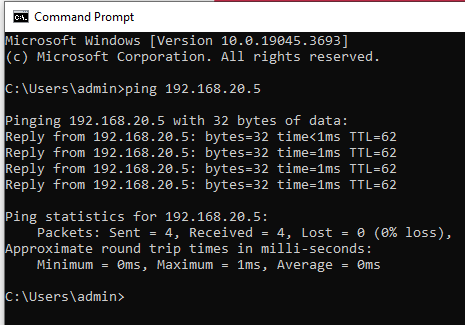 Command Prompt
Microsoft Windows [Version 10.0.19045.3693]
(c) Microsoft Corporation. All rights reserved.
C:\Users\admin>ping 192.168.20.5
Pinging 192.168.20.5 with 32 bytes of data:
Reply from 192.168.20.5: bytes=32 time<1ms TTL=62
Reply from 192.168.20.5: bytes=32 time=1ms TTL=62
Reply from 192.168.20.5: bytes=32 time=1ms TTL=62
Reply from 192.168.20.5: bytes=32 time=1ms TTL=62
Ping statistics for 192.168.20.5:
    Packets: Sent = 4, Received = 4, Lost = 0 (0% loss),
Approximate round trip times in milli-seconds:
    Minimum = 0ms, Maximum = 1ms, Average = 0ms
C:\Users\admin>